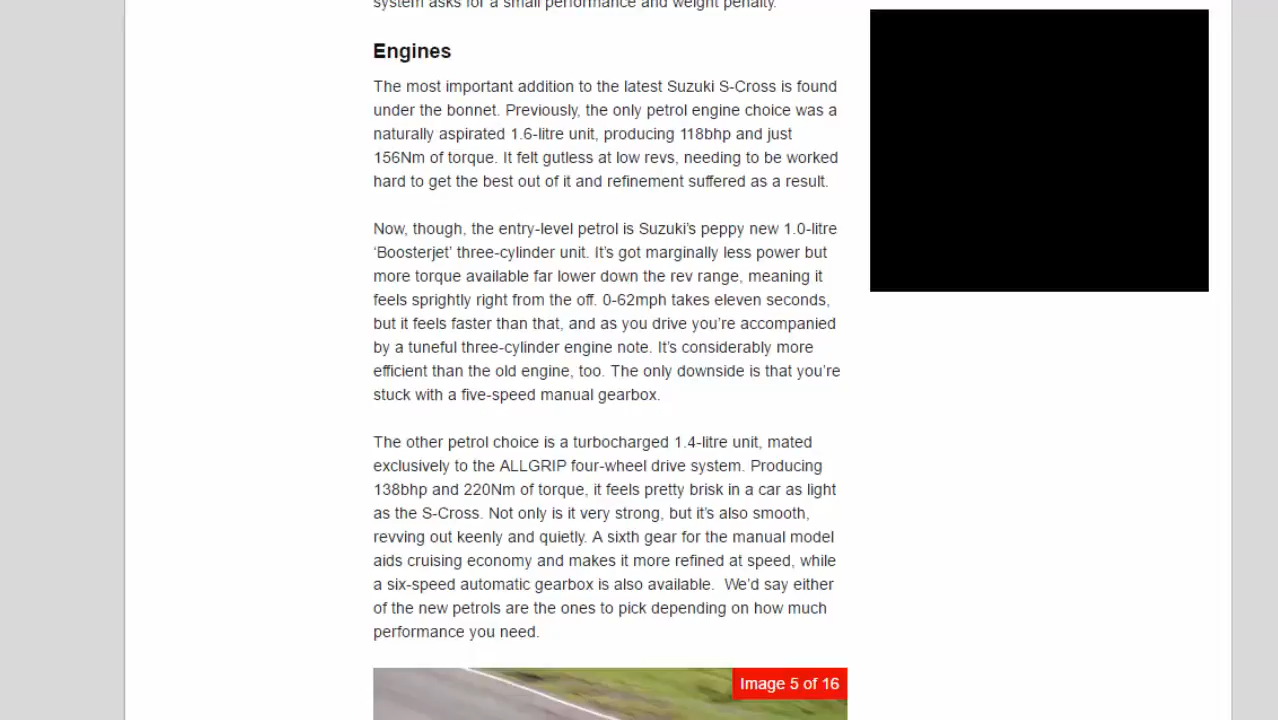 system asks for a small performance and weight penalty.
Engines
The most important addition to the latest Suzuki S-Cross is found
under the bonnet. Previously, the only petrol engine choice was a
naturally aspirated 1.6-litre unit, producing 118bhp and just
156Nm of torque. It felt gutless at low revs, needing to be worked
hard to get the best out of it and refinement suffered as a result.
Now, though, the entry-level petrol is Suzuki’s peppy new 1.0-litre
‘Boosterjet’ three-cylinder unit. It’s got marginally less power but
more torque available far lower down the rev range, meaning it
feels sprightly right from the off. 0-62mph takes eleven seconds,
but it feels faster than that, and as you drive you’re accompanied
by a tuneful three-cylinder engine note. It’s considerably more
efficient than the old engine, too. The only downside is that you’re
stuck with a five-speed manual gearbox.
The other petrol choice is a turbocharged 1.4-litre unit, mated
exclusively to the ALLGRIP four-wheel drive system. Producing
138bhp and 220Nm of torque, it feels pretty brisk in a car as light
as the S-Cross. Not only is it very strong, but it’s also smooth,
revving out keenly and quietly. A sixth gear for the manual model
aids cruising economy and makes it more refined at speed, while
a six-speed automatic gearbox is also available.  We’d say either
of the new petrols are the ones to pick depending on how much
performance you need.
Image 5 of 16